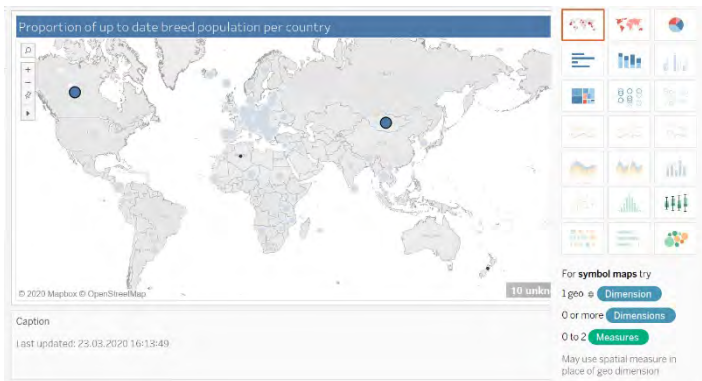 Proportion of up to date breed population per country
© 2020 Mapbox © OpenStreetMap
10 unkn
Caption
Last updated: 23.03.2020 16:13:49
For symbol maps try
1 geo Dimension
0 or more Dimensions
0 to 2 Measures
May use spatial measure in
place of geo dimension